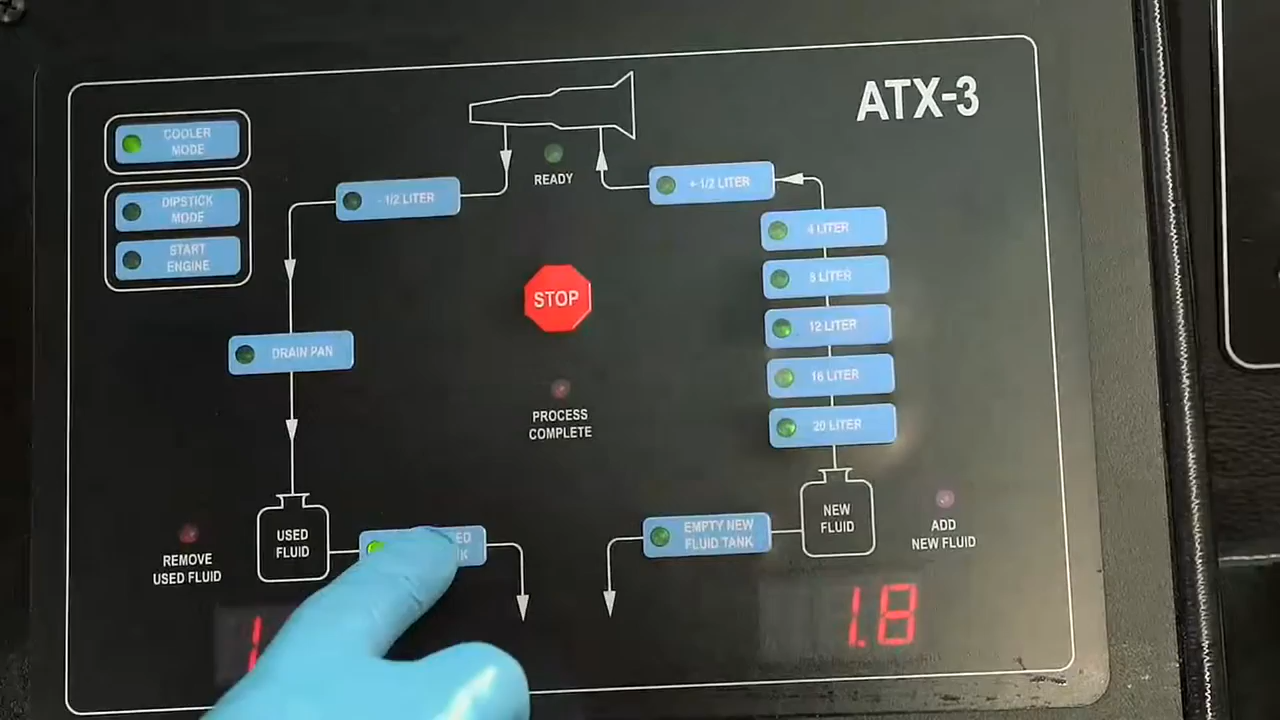 ATX-3
COOLER
MODE
DIPSTICK
MODE
START
ENGINE
- 1/2 LITER
READY
+ 1/2 LITER
4 LITER
8 LITER
12 LITER
16 LITER
20 LITER
STOP
DRAIN PAN
PROCESS
COMPLETE
REMOVE
USED FLUID
USED
FLUID
EMPTY NEW
FLUID TANK
NEW
FLUID
ADD
NEW FLUID
1.8